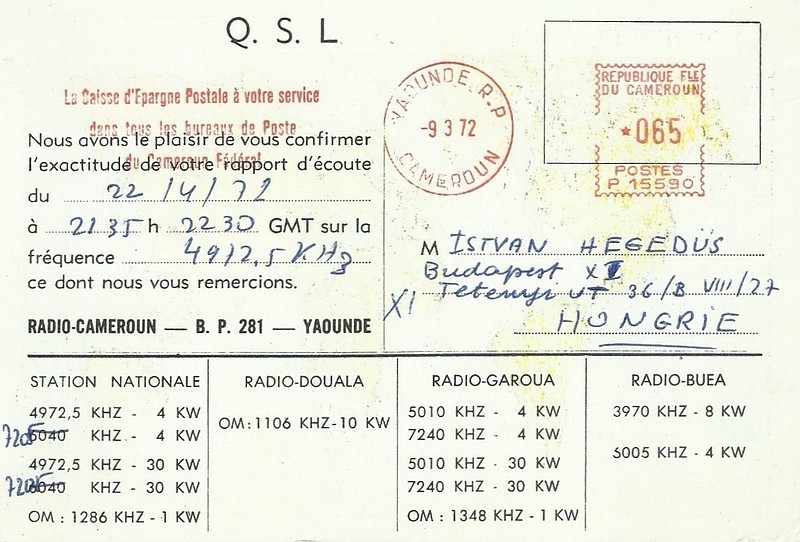 Q. S. L
La Caisse d'Epargne Postale à votre service
dans tous les bureaux de Poste
du Cameroun Fédéral
Nous avons le plaisir de vous confirmer
l'exactitude de votre rapport d'écoute
du 22/4/72
à 2135 h 2230 GMT sur la
fréquence 4972,5 KHz
ce dont nous vous remercions.
RADIO-CAMEROUN — B. P. 281 — YAOUNDE
YAOUNDE R.P
-9 3 72
CAMEROUN
REPUBLIQUE FLE
DU CAMEROUN
*065
POSTES
P 15590
M ISTVAN HEGEDÜS
Budapest XI
XI
Tetenyi UT 36/B VIII/27
HONGRIE
STATION NATIONALE
4972,5 KHZ - 4 KW
7205 6040 KHZ - 4 KW
4972,5 KHZ - 30 KW
7205 6040 KHZ - 30 KW
OM : 1286 KHZ - 1 KW
RADIO-DOUALA
OM : 1106 KHZ-10 KW
RADIO-GAROUA
5010 KHZ - 4 KW
7240 KHZ - 4 KW
5010 KHZ - 30 KW
7240 KHZ - 30 KW
OM : 1348 KHZ - 1 KW
RADIO-BUEA
3970 KHZ - 8 KW
6005 KHZ - 4 KW